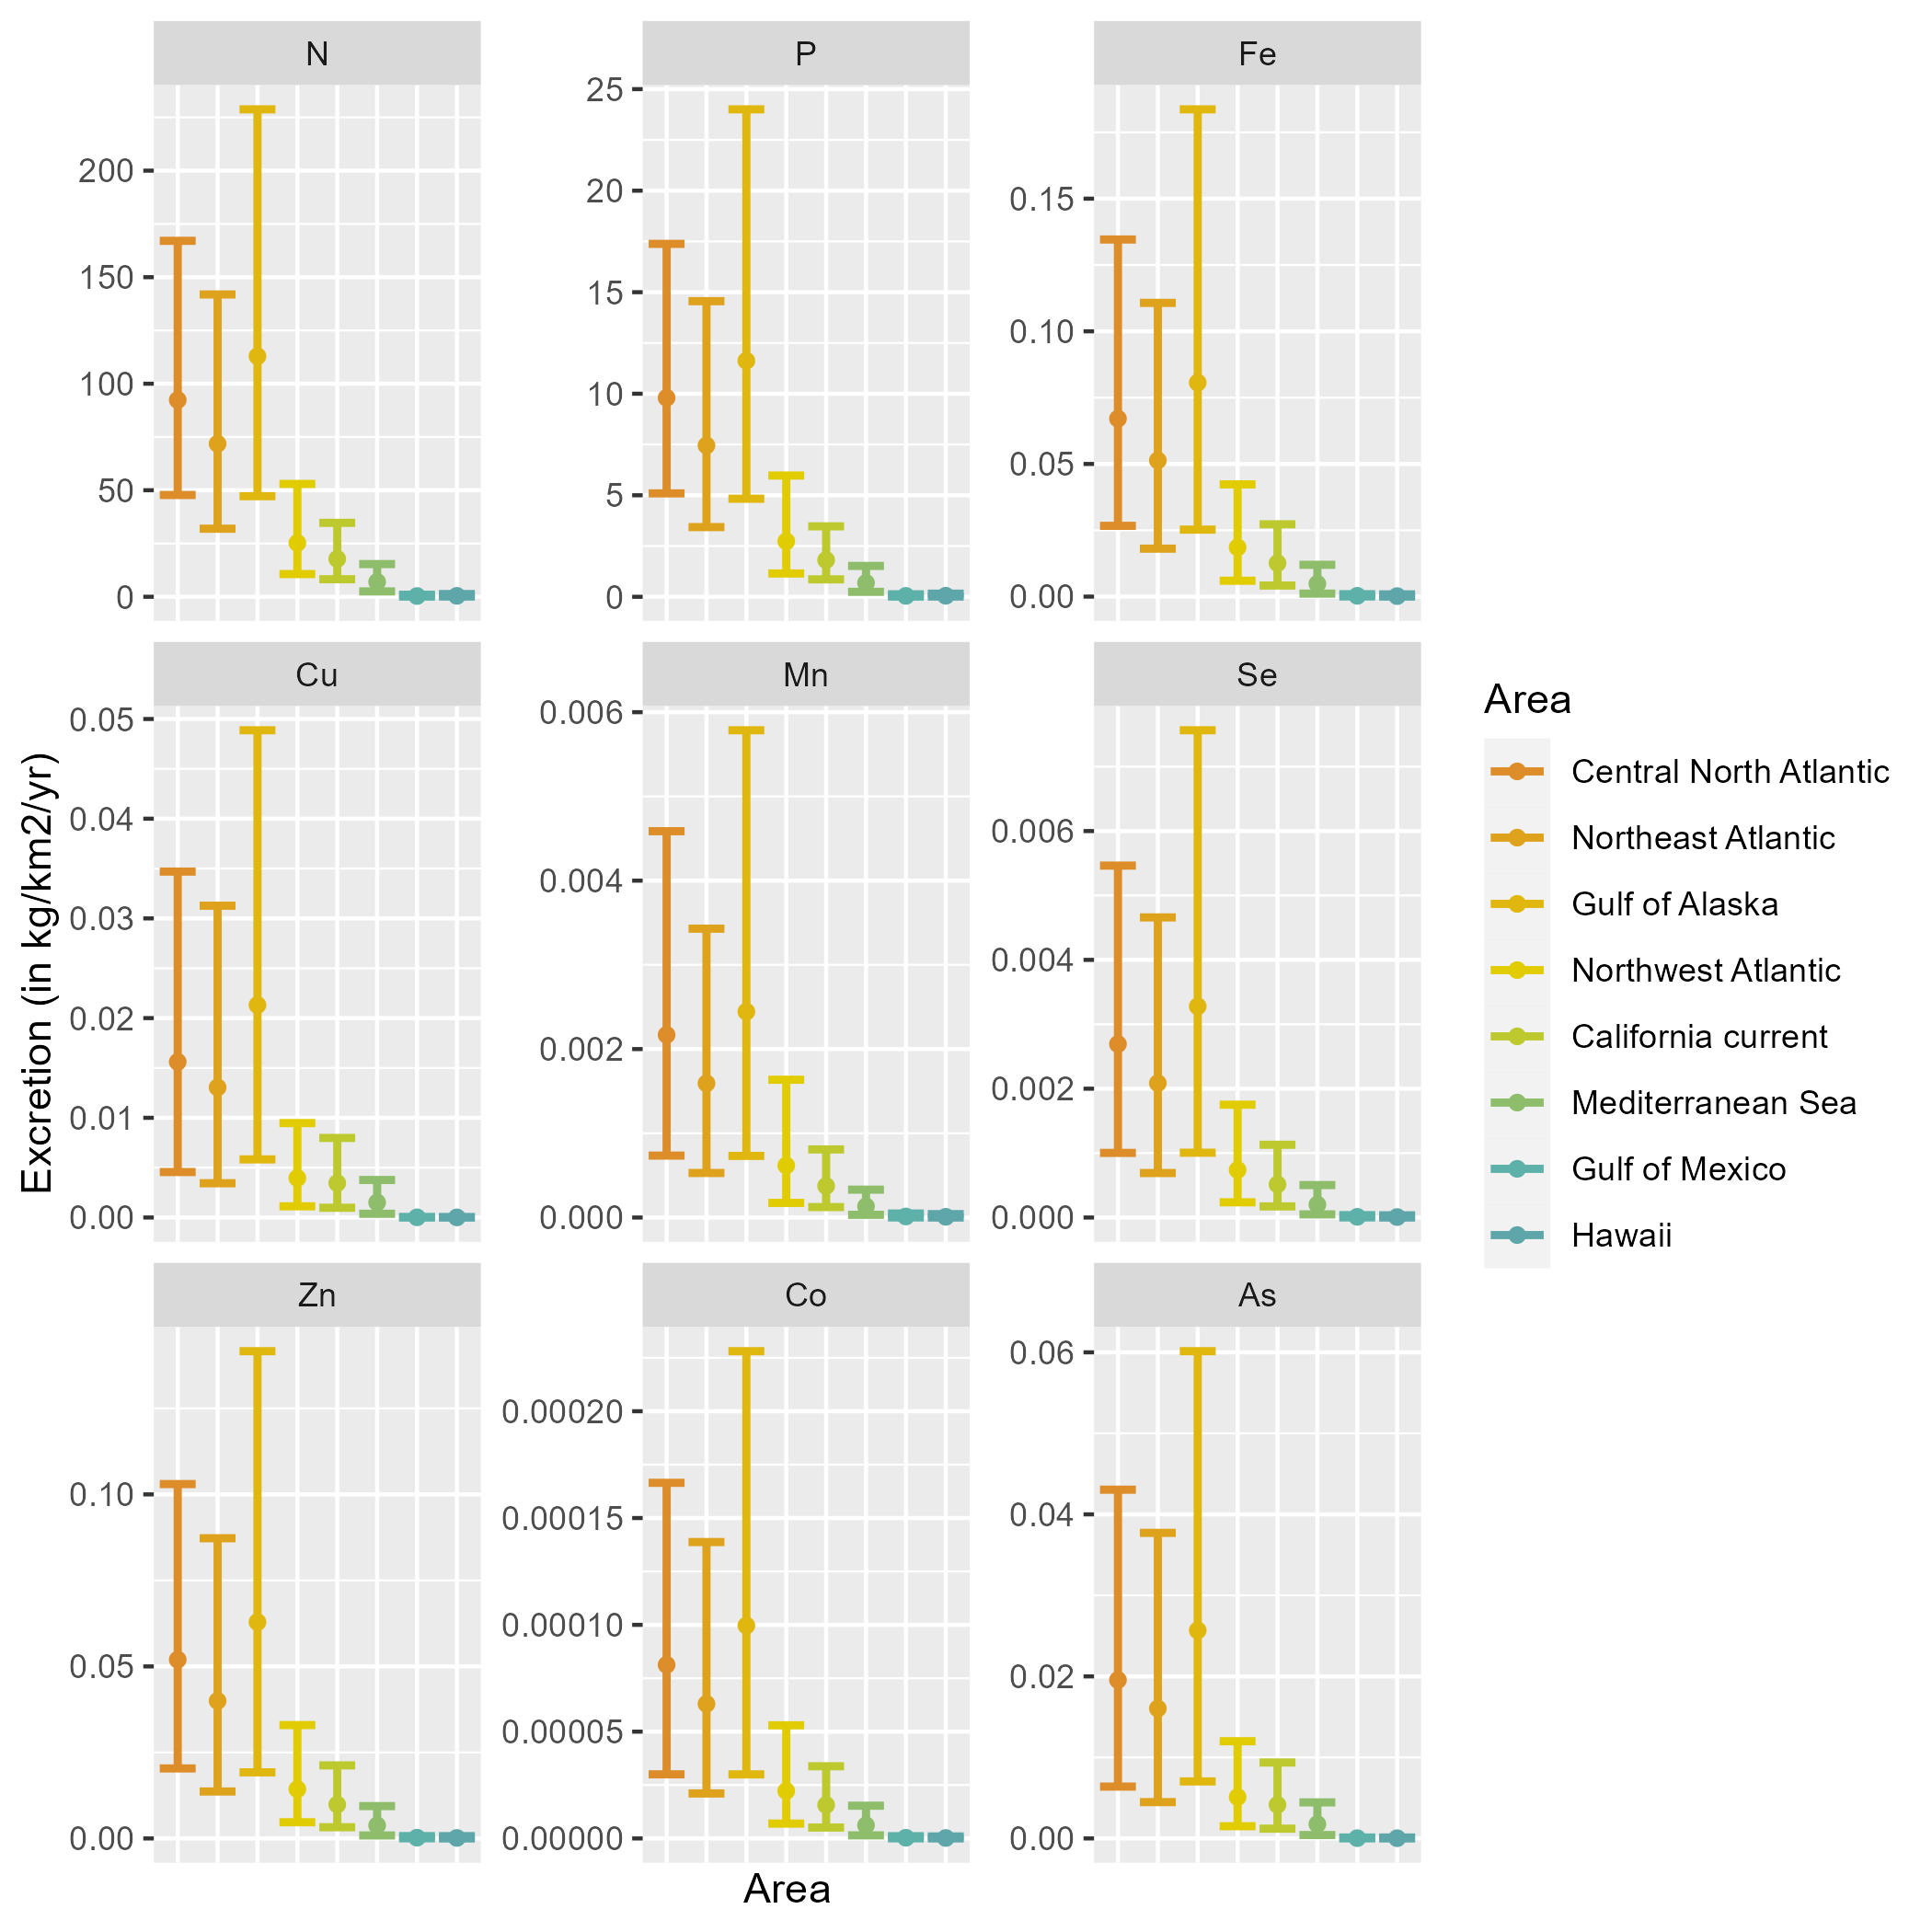 N
P
Fe
200
150
100
50
0
25
20
15
10
5
0
0.15
0.10
0.05
0.00
Cu
Mn
Se
0.05
0.04
0.03
0.02
0.01
0.00
0.006
0.004
0.002
0.000
0.006
0.004
0.002
0.000
Zn
Co
As
0.10
0.05
0.00
0.00020
0.00015
0.00010
0.00005
0.00000
0.06
0.04
0.02
0.00
Excretion (in kg/km2/yr)
Area
Area
Central North Atlantic
Northeast Atlantic
Gulf of Alaska
Northwest Atlantic
California current
Mediterranean Sea
Gulf of Mexico
Hawaii